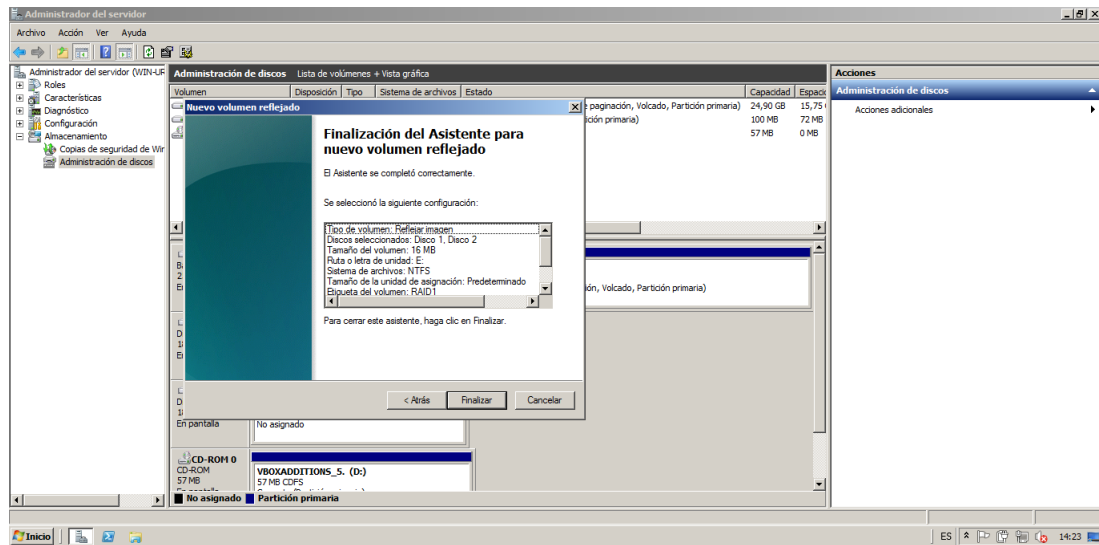 Administrador del servidor
Archivo Acción Ver Ayuda
Administrador del servidor (WIN-UR
Roles
Características
Diagnóstico
Configuración
Almacenamiento
Copias de seguridad de Wir
Administración de discos
Administración de discos Lista de volúmenes + Vista gráfica
Volumen Disposición Tipo Sistema de archivos Estado Capacidad Espaci
paginación, Volcado, Partición primaria) 24,90 GB 15,75
ición primaria) 100 MB 72 MB
57 MB 0 MB
Nuevo volumen reflejado
Finalización del Asistente para
nuevo volumen reflejado
El Asistente se completó correctamente.
Se seleccionó la siguiente configuración:
Tipo de volumen: Reflejar imagen
Discos seleccionados: Disco 1, Disco 2
Tamaño del volumen: 16 MB
Ruta o letra de unidad: E:
Sistema de archivos: NTFS
Tamaño de la unidad de asignación: Predeterminado
Etiqueta del volumen: RAID1
Para cerrar este asistente, haga clic en Finalizar.
< Atrás Finalizar Cancelar
ón, Volcado, Partición primaria)
En pantalla
No asignado
CD-ROM 0
CD-ROM
57 MB
VBOXADDITIONS_5. (D:)
57 MB CDFS
No asignado Partición primaria
Acciones
Administración de discos
Acciones adicionales
Inicio
ES 14:23